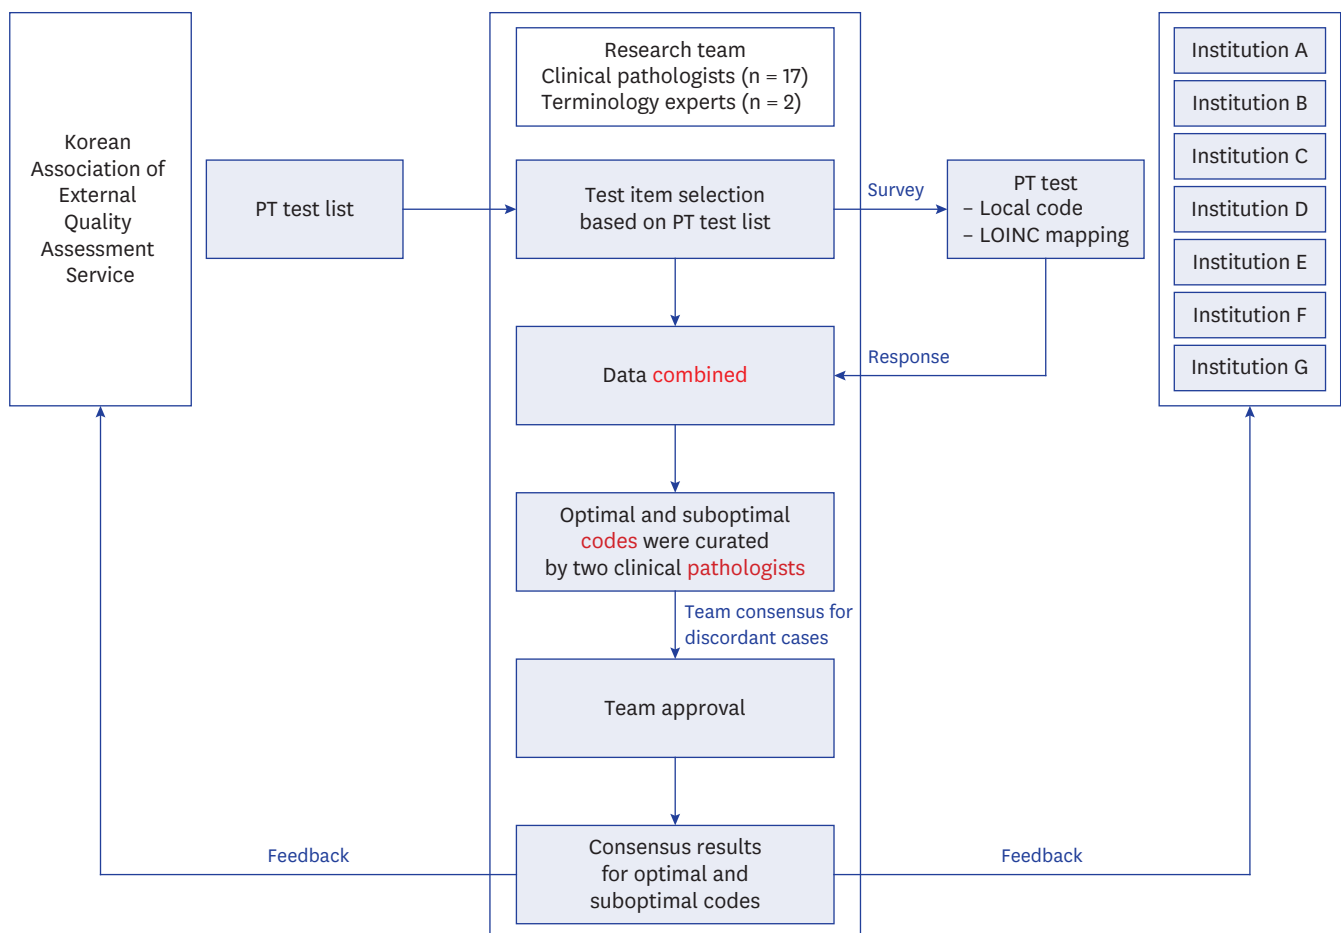 Korean
Association of
External
Quality
Assessment
Service
PT test list
Research team
Clinical pathologists (n = 17)
Terminology experts (n = 2)
Test item selection
based on PT test list
Survey
PT test
– Local code
– LOINC mapping
Institution A
Institution B
Institution C
Institution D
Institution E
Institution F
Institution G
Data combined
Response
Optimal and suboptimal
codes were curated
by two clinical pathologists
Team consensus for
discordant cases
Team approval
Feedback
Consensus results
for optimal and
suboptimal codes
Feedback